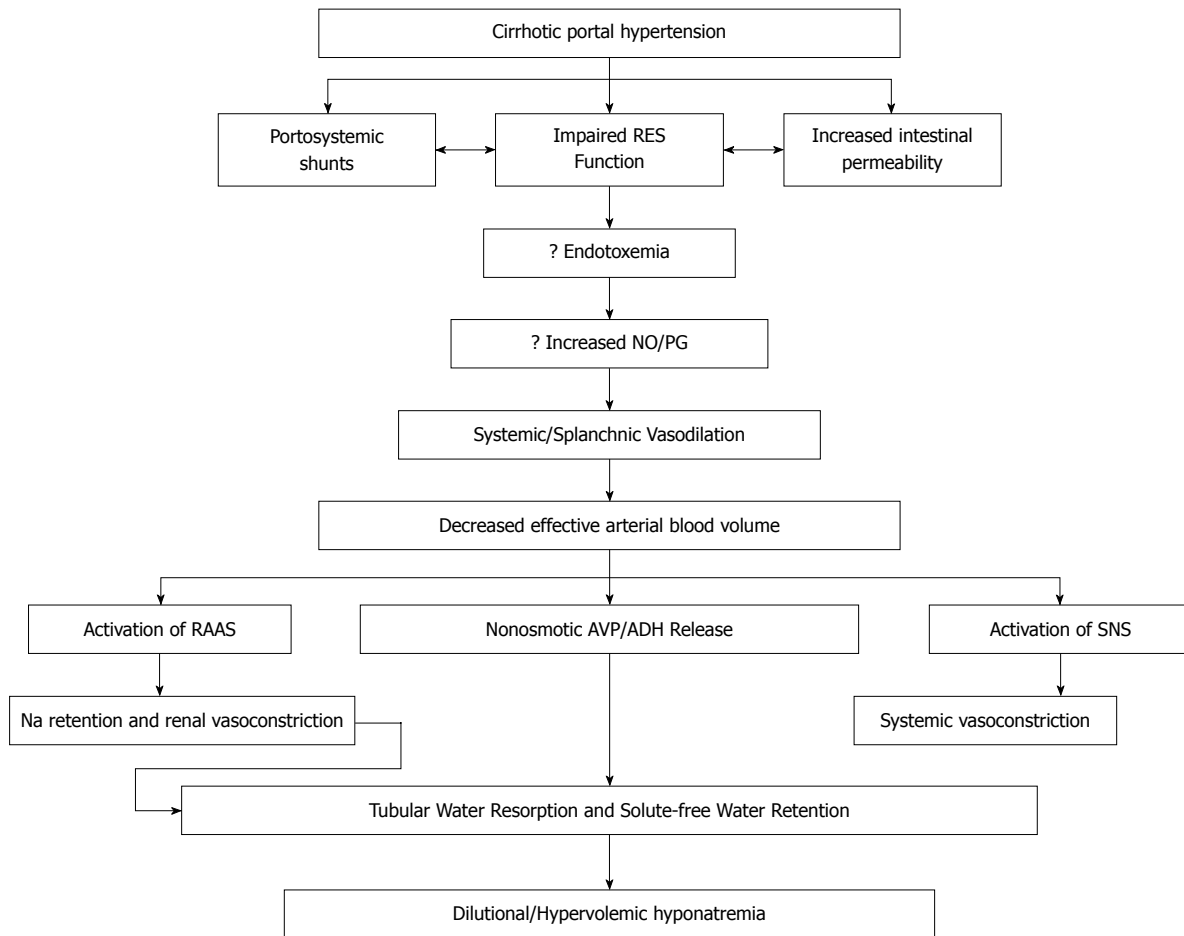 Cirrhotic portal hypertension
Portosystemic
shunts
Impaired RES
Function
Increased intestinal
permeability
? Endotoxemia
? Increased NO/PG
Systemic/Splanchnic Vasodilation
Decreased effective arterial blood volume
Activation of RAAS
Nonosmotic AVP/ADH Release
Activation of SNS
Na retention and renal vasoconstriction
Systemic vasoconstriction
Tubular Water Resorption and Solute-free Water Retention
Dilutional/Hypervolemic hyponatremia